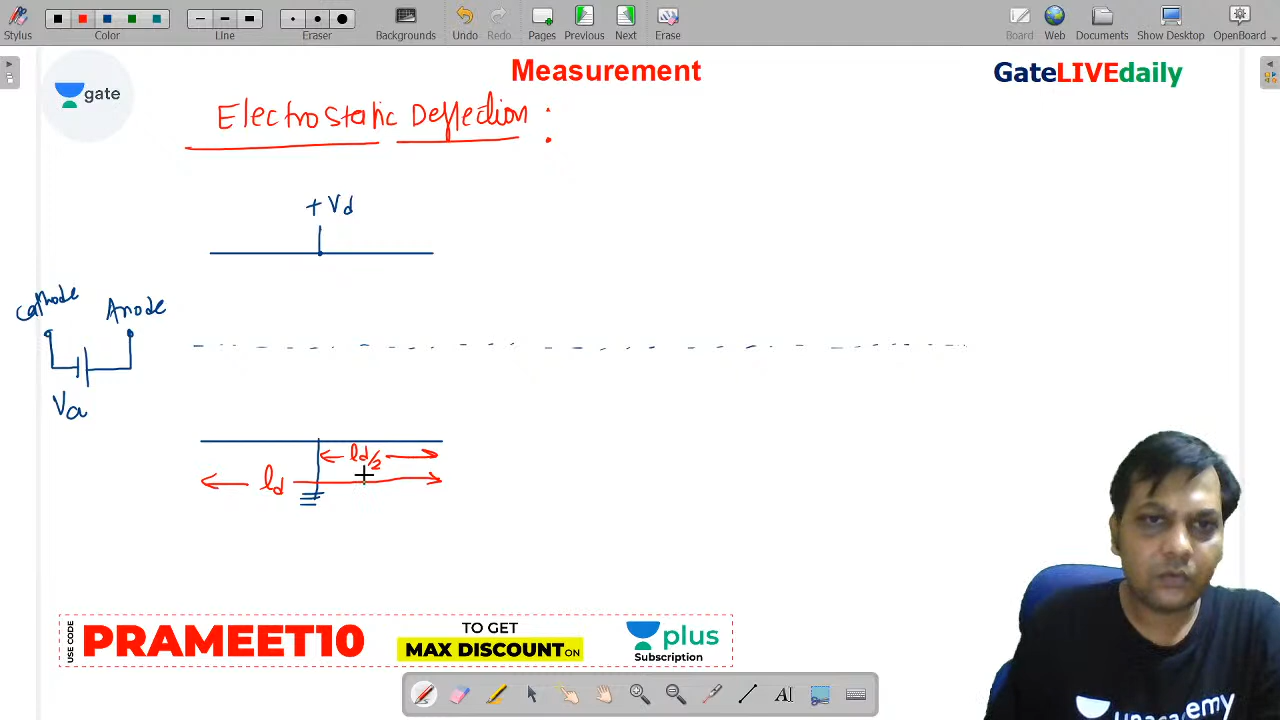 Stylus
Color
Line
Eraser
Backgrounds
Undo
Redo
Pages
Previous
Next
Erase
Board
Web
Documents
Show Desktop
OpenBoard
gate
Measurement
GateLIVEdaily
Electrostatic Deflection :
+Vd
Cathode
Anode
Va
ld/2
ld
USE CODE
PRAMEET10
TO GET
MAX DISCOUNT ON
plus
Subscription
unacademy